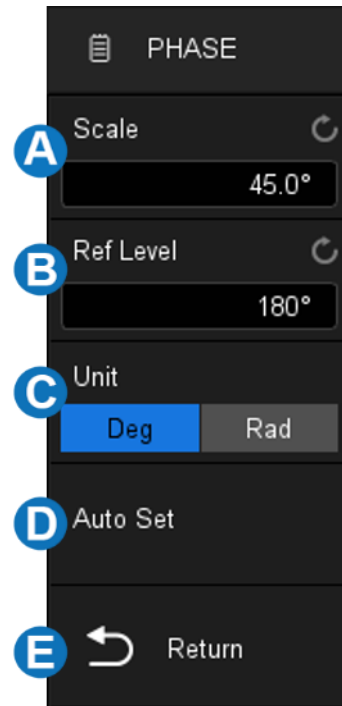 PHASE
A
Scale
45.0°
B
Ref Level
180°
C
Unit
Deg Rad
D
Auto Set
E
Return